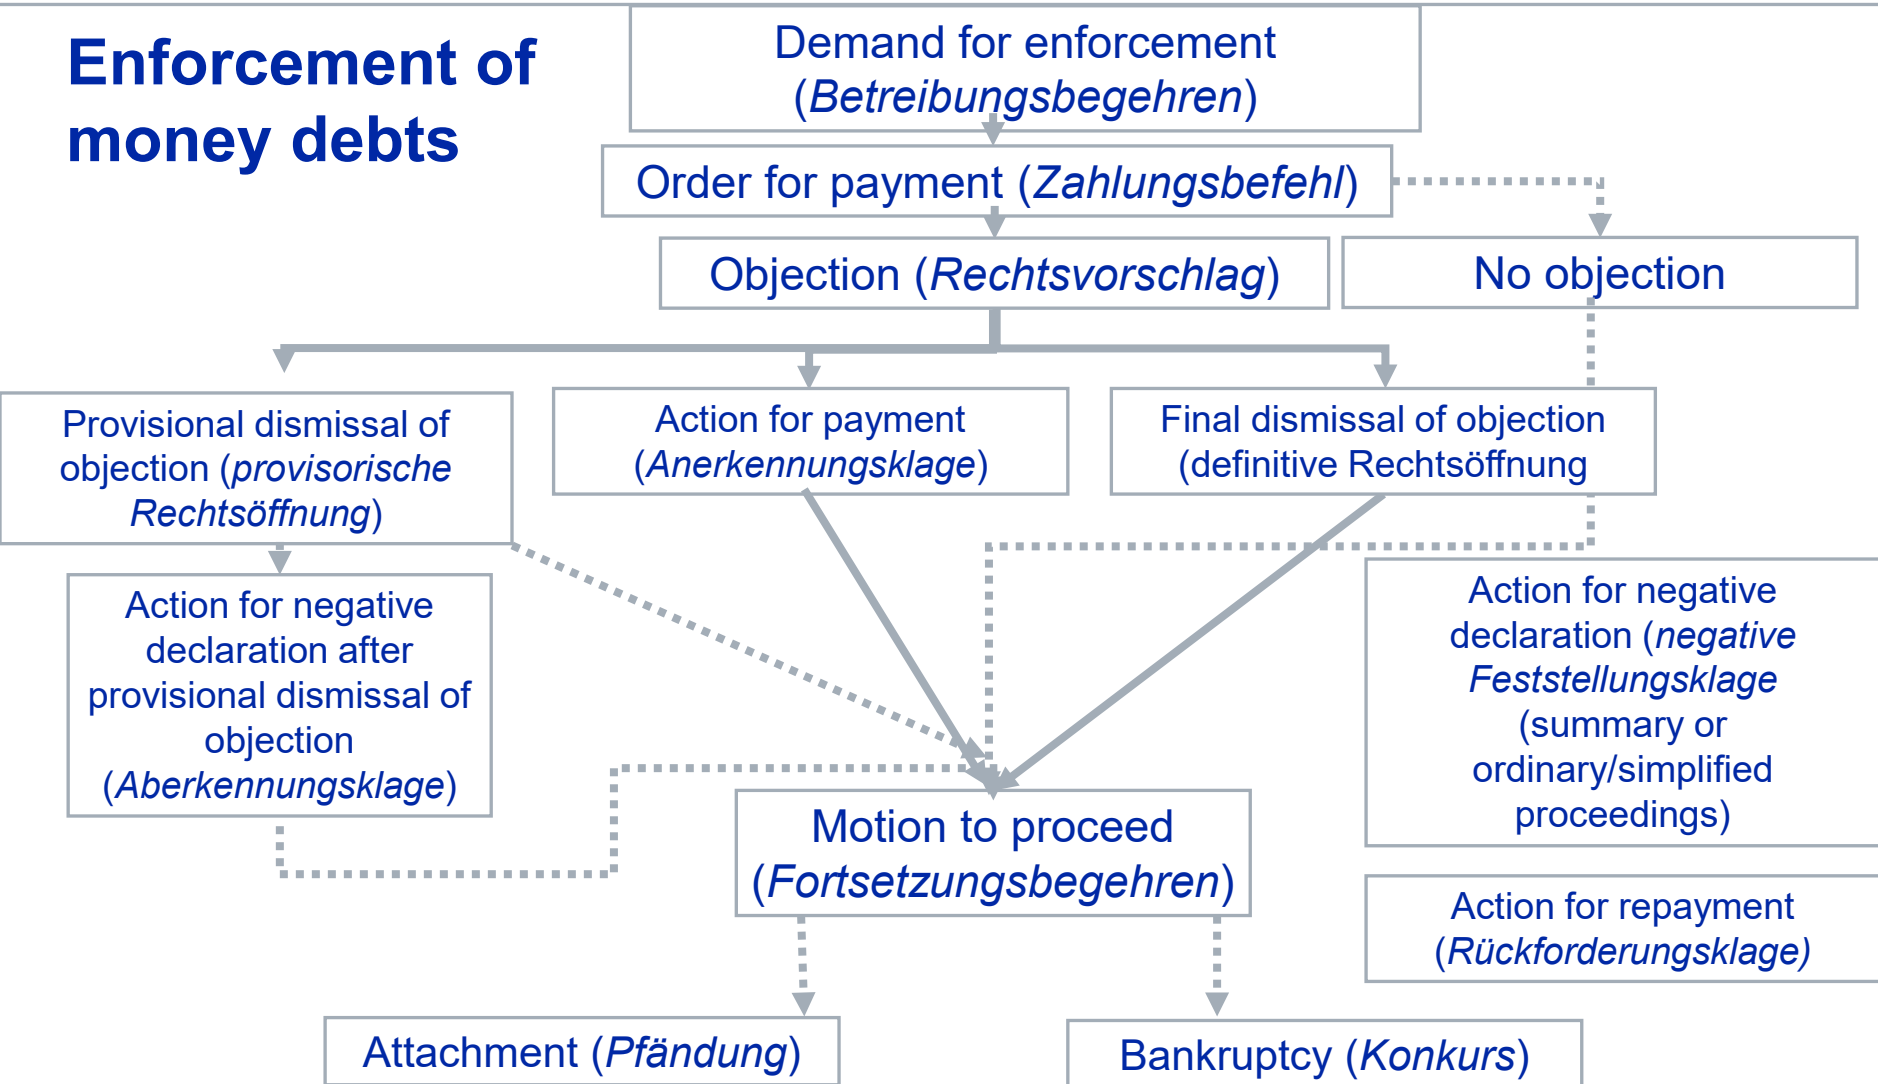 Enforcement of
money debts
Demand for enforcement
(Betreibungsbegehren)
Order for payment (Zahlungsbefehl)
Objection (Rechtsvorschlag)
No objection
Provisional dismissal of
objection (provisorische
Rechtsöffnung)
Action for payment
(Anerkennungsklage)
Final dismissal of objection
(definitive Rechtsöffnung
Action for negative
declaration after
provisional dismissal of
objection
(Aberkennungsklage)
Action for negative
declaration (negative
Feststellungsklage
(summary or
ordinary/simplified
proceedings)
Motion to proceed
(Fortsetzungsbegehren)
Action for repayment
(Rückforderungsklage)
Attachment (Pfändung)
Bankruptcy (Konkurs)